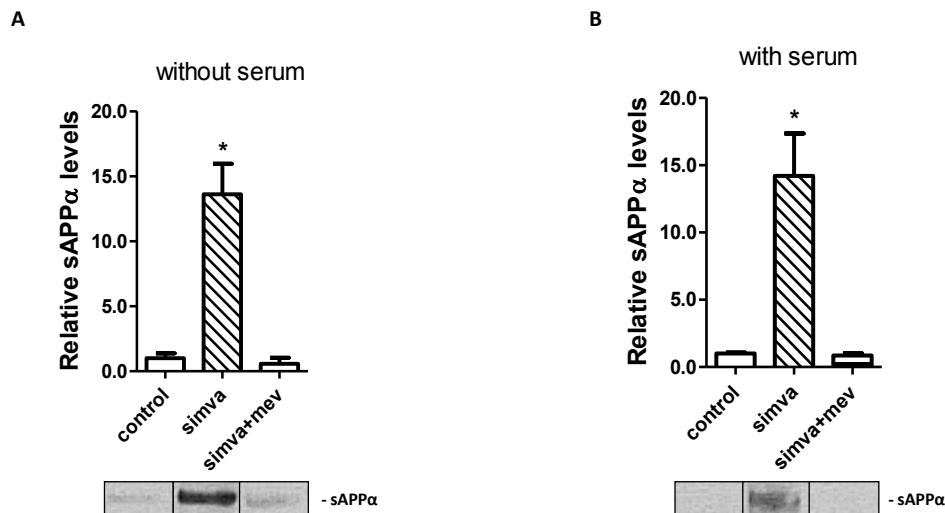 A
without serum
Relative sAPPα levels
20.0
15.0
10.0
5.0
0.0
*
control
simva
simva+mev
- sAPPα
B
with serum
Relative sAPPα levels
20.0
15.0
10.0
5.0
0.0
*
control
simva
simva+mev
- sAPPα